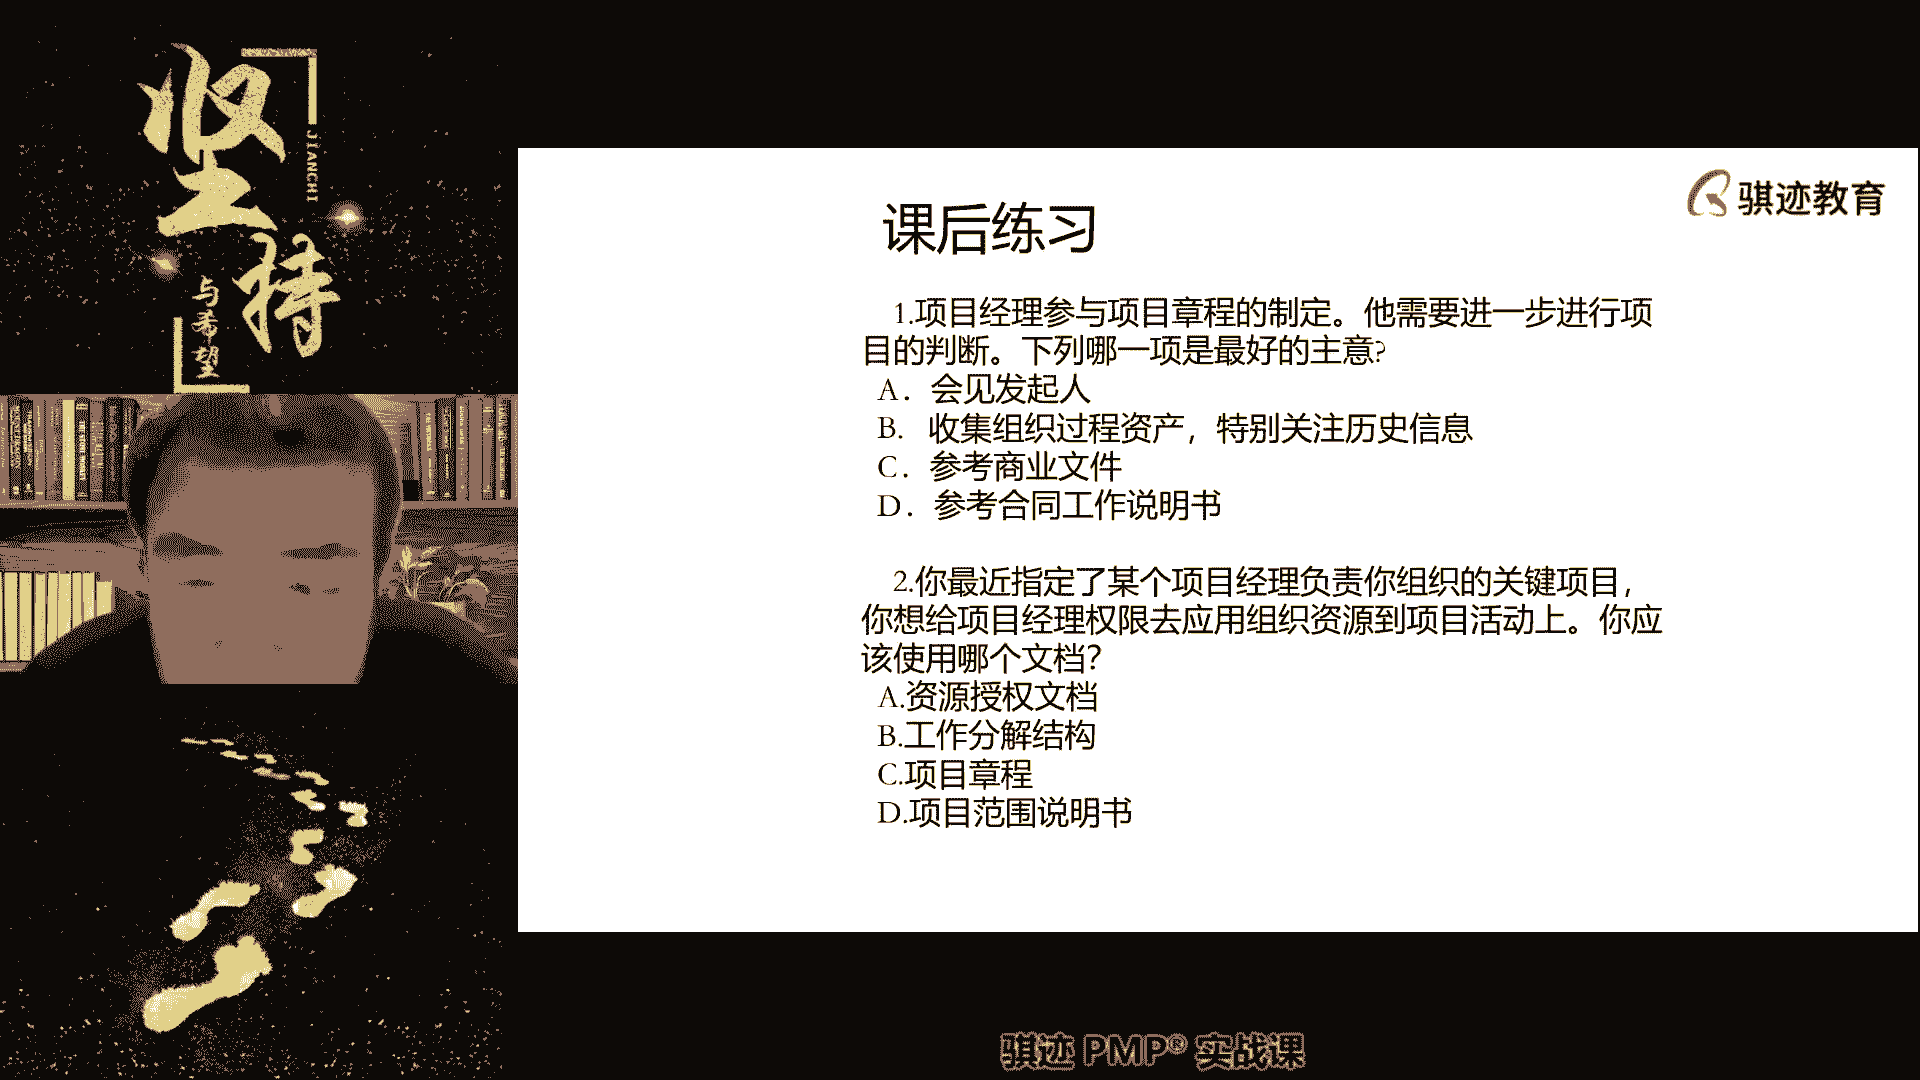 坚持
JIANCHI
与希望
骐迹教育
课后练习
1.项目经理参与项目章程的制定。他需要进一步进行项
目的判断。下列哪一项是最好的主意?
A．会见发起人
B. 收集组织过程资产，特别关注历史信息
C．参考商业文件
D．参考合同工作说明书
2.你最近指定了某个项目经理负责你组织的关键项目，
你想给项目经理权限去应用组织资源到项目活动上。你应
该使用哪个文档?
A.资源授权文档
B.工作分解结构
C.项目章程
D.项目范围说明书
骐迹 PMP® 实战课